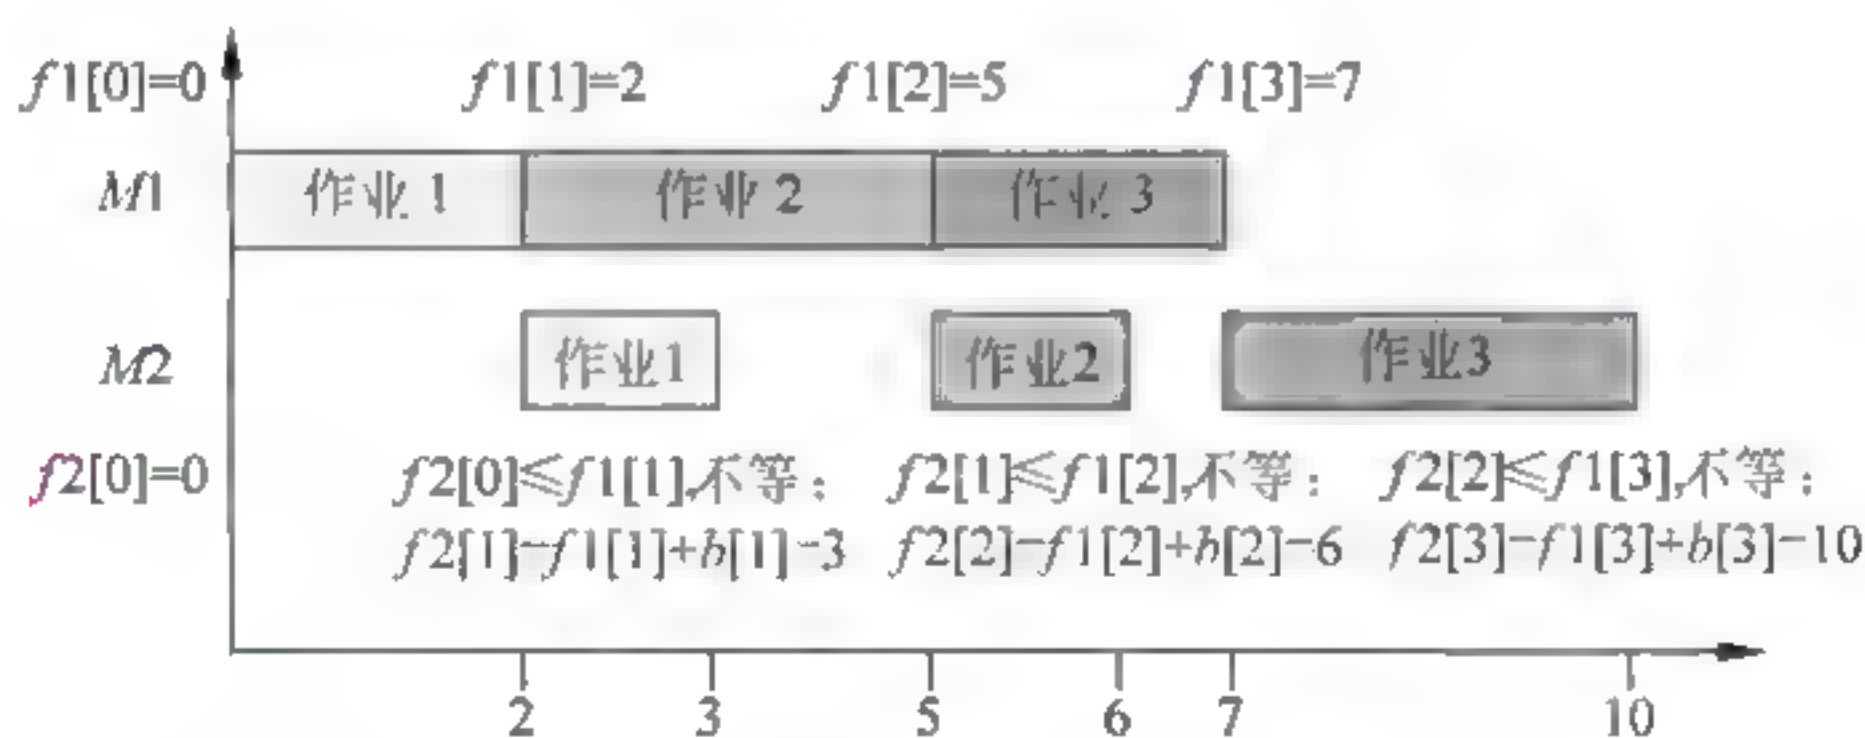 f1[0]=0 f1[1]=2 f1[2]=5 f1[3]=7
M1 作业 1 作业 2 作业 3
M2 作业1 作业2 作业3
f2[0]=0 f2[0]≤f1[1],不等; f2[1]≤f1[2],不等; f2[2]≤f1[3],不等;
f2[1]=f1[1]+b[1]=3 f2[2]=f1[2]+b[2]=6 f2[3]=f1[3]+b[3]=10
2 3 5 6 7 10